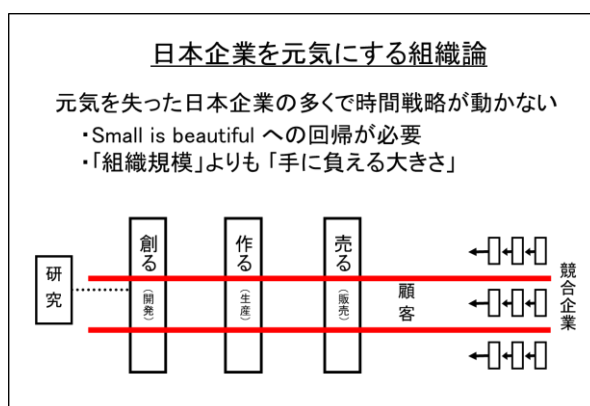 日本企業を元気にする組織論
元気を失った日本企業の多くで時間戦略が動かない
・Small is beautiful への回帰が必要
・「組織規模」よりも「手に負える大きさ」
研究
創る(開発)
作る(生産)
売る(販売)
顧客
競合企業